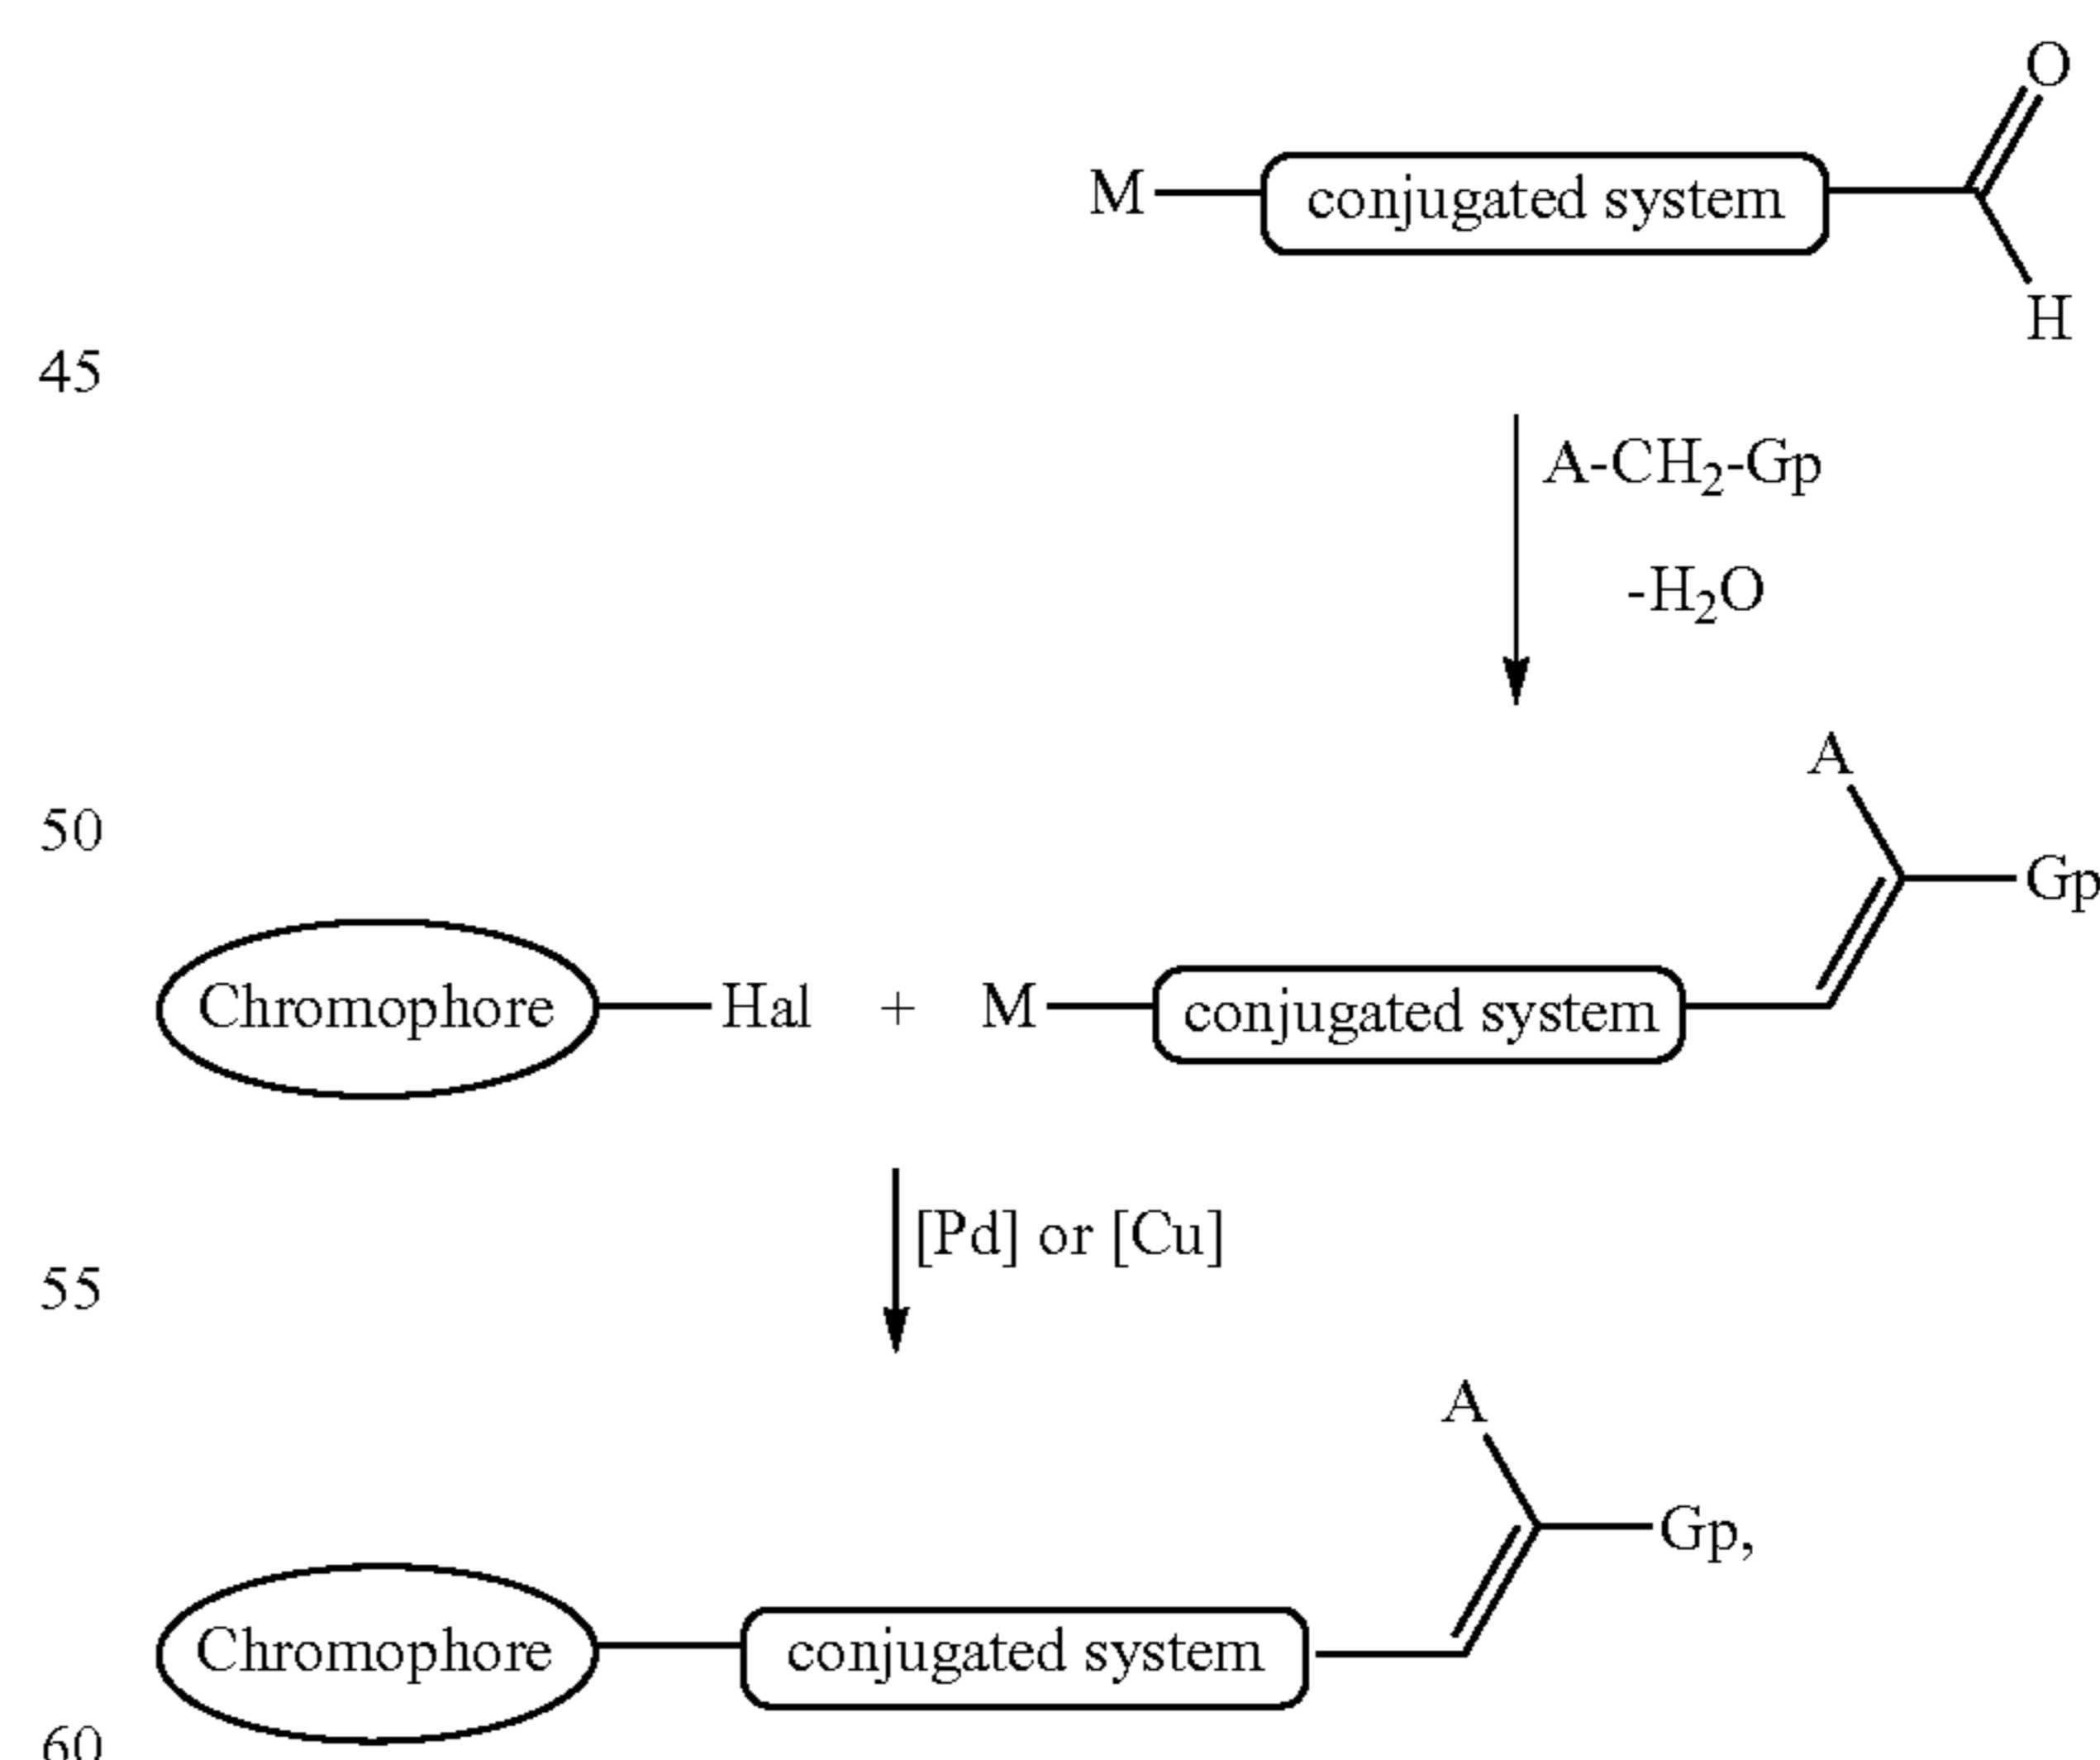 O
M conjugated system
H
45
A-CH₂-Gp
-H₂O
A
50
Gp
Chromophore Hal + M conjugated system
[Pd] or [Cu]
55
A
Gp,
Chromophore conjugated system
60